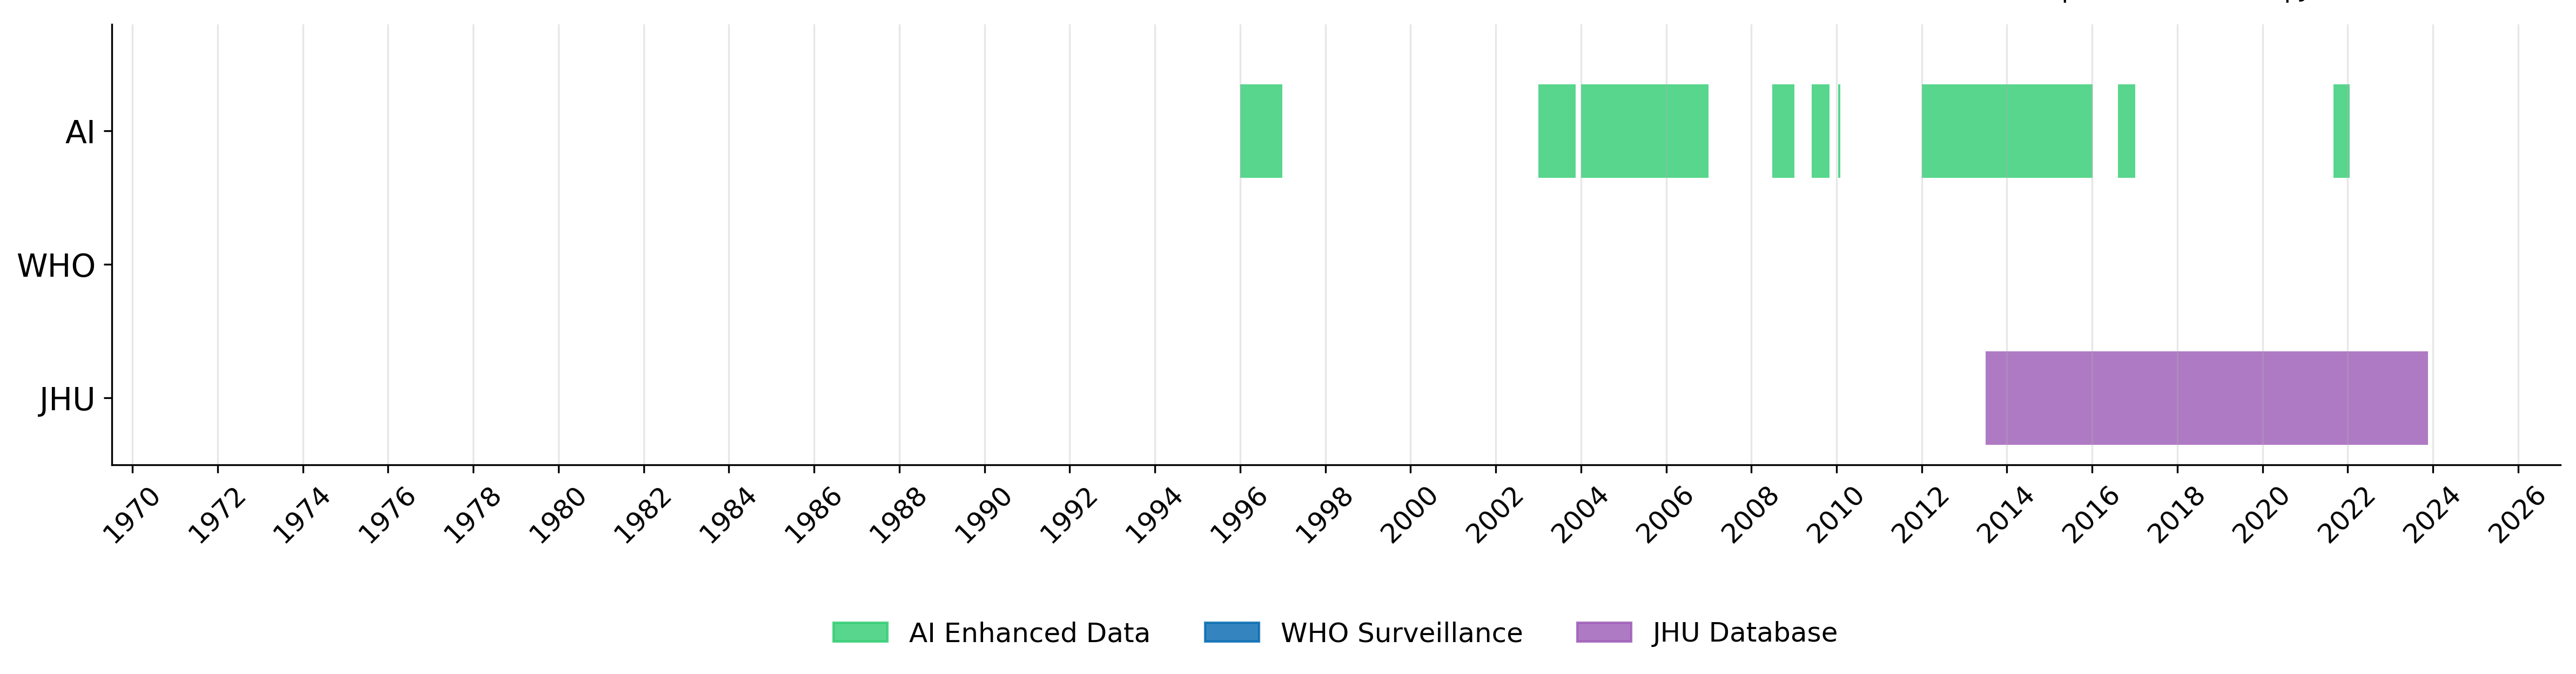 AI
WHO
JHU
1970 1972 1974 1976 1978 1980 1982 1984 1986 1988 1990 1992 1994 1996 1998 2000 2002 2004 2006 2008 2010 2012 2014 2016 2018 2020 2022 2024 2026
AI Enhanced Data WHO Surveillance JHU Database